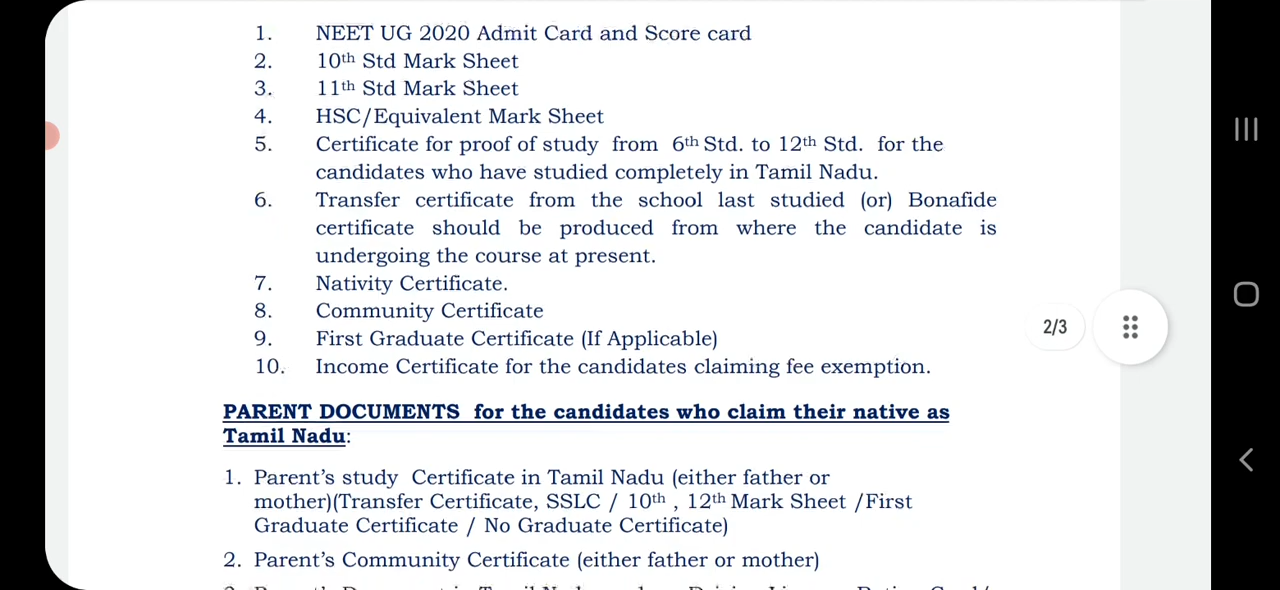 1. NEET UG 2020 Admit Card and Score card
2. 10th Std Mark Sheet
3. 11th Std Mark Sheet
4. HSC/Equivalent Mark Sheet
5. Certificate for proof of study from 6th Std. to 12th Std. for the
candidates who have studied completely in Tamil Nadu.
6. Transfer certificate from the school last studied (or) Bonafide
certificate should be produced from where the candidate is
undergoing the course at present.
7. Nativity Certificate.
8. Community Certificate
9. First Graduate Certificate (If Applicable)
10. Income Certificate for the candidates claiming fee exemption.
2/3
PARENT DOCUMENTS for the candidates who claim their native as
Tamil Nadu:
1. Parent's study Certificate in Tamil Nadu (either father or
mother)(Transfer Certificate, SSLC / 10th , 12th Mark Sheet /First
Graduate Certificate / No Graduate Certificate)
2. Parent's Community Certificate (either father or mother)